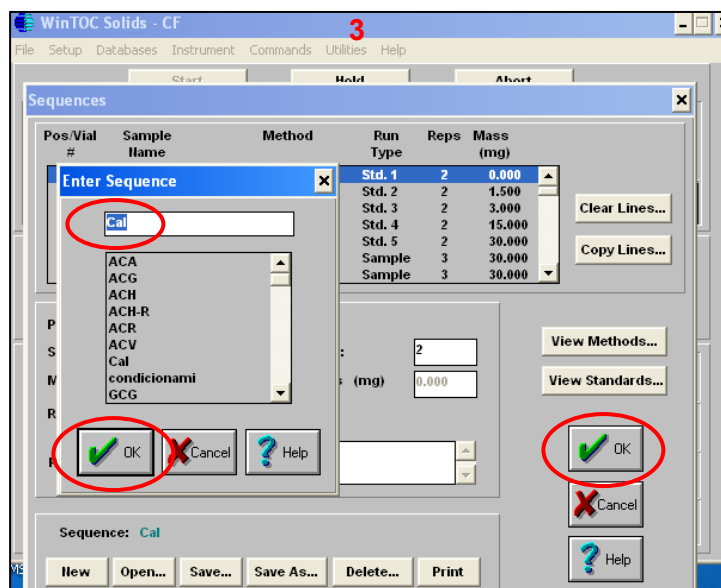 WinTOC Solids - CF
3
File Setup Databases Instrument Commands Utilities Help
Start Hold Abort
Sequences
Pos/Vial Sample Method Run Reps Mass
# Name Type (mg)
Std. 1 2 0.000
Std. 2 2 1.500
Std. 3 2 3.000
Std. 4 2 15.000
Std. 5 2 30.000
Sample 3 30.000
Sample 3 30.000
Clear Lines...
Copy Lines...
Enter Sequence
Cal
ACA
ACG
ACH
ACH-R
ACR
ACV
Cal
condicionami
GCG
OK Cancel Help
P
S : 2
M (mg) 0.000
R
View Methods...
View Standards...
OK
Cancel
Help
Sequence: Cal
New Open... Save... Save As... Delete... Print